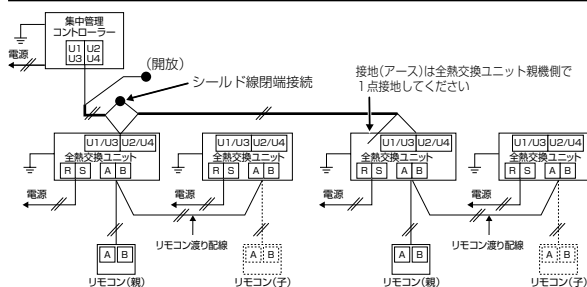 集中管理
コントローラー
U1 U2
U3 U4
電源
(開放)
シールド線閉端接続
接地(アース)は全熱交換ユニット親機側で
1点接地してください
U1/U3 U2/U4
全熱交換ユニット
R S A B
電源
U1/U3 U2/U4
全熱交換ユニット
R S A B
電源
U1/U3 U2/U4
全熱交換ユニット
R S A B
電源
U1/U3 U2/U4
全熱交換ユニット
R S A B
電源
リモコン渡り配線
リモコン渡り配線
A B
リモコン(親)
A B
リモコン(子)
A B
リモコン(親)
A B
リモコン(子)